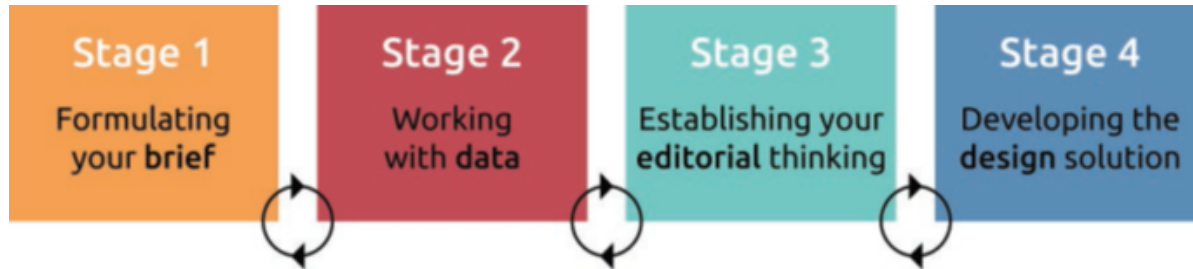 Stage 1
Formulating
your brief
Stage 2
Working
with data
Stage 3
Establishing your
editorial thinking
Stage 4
Developing the
design solution